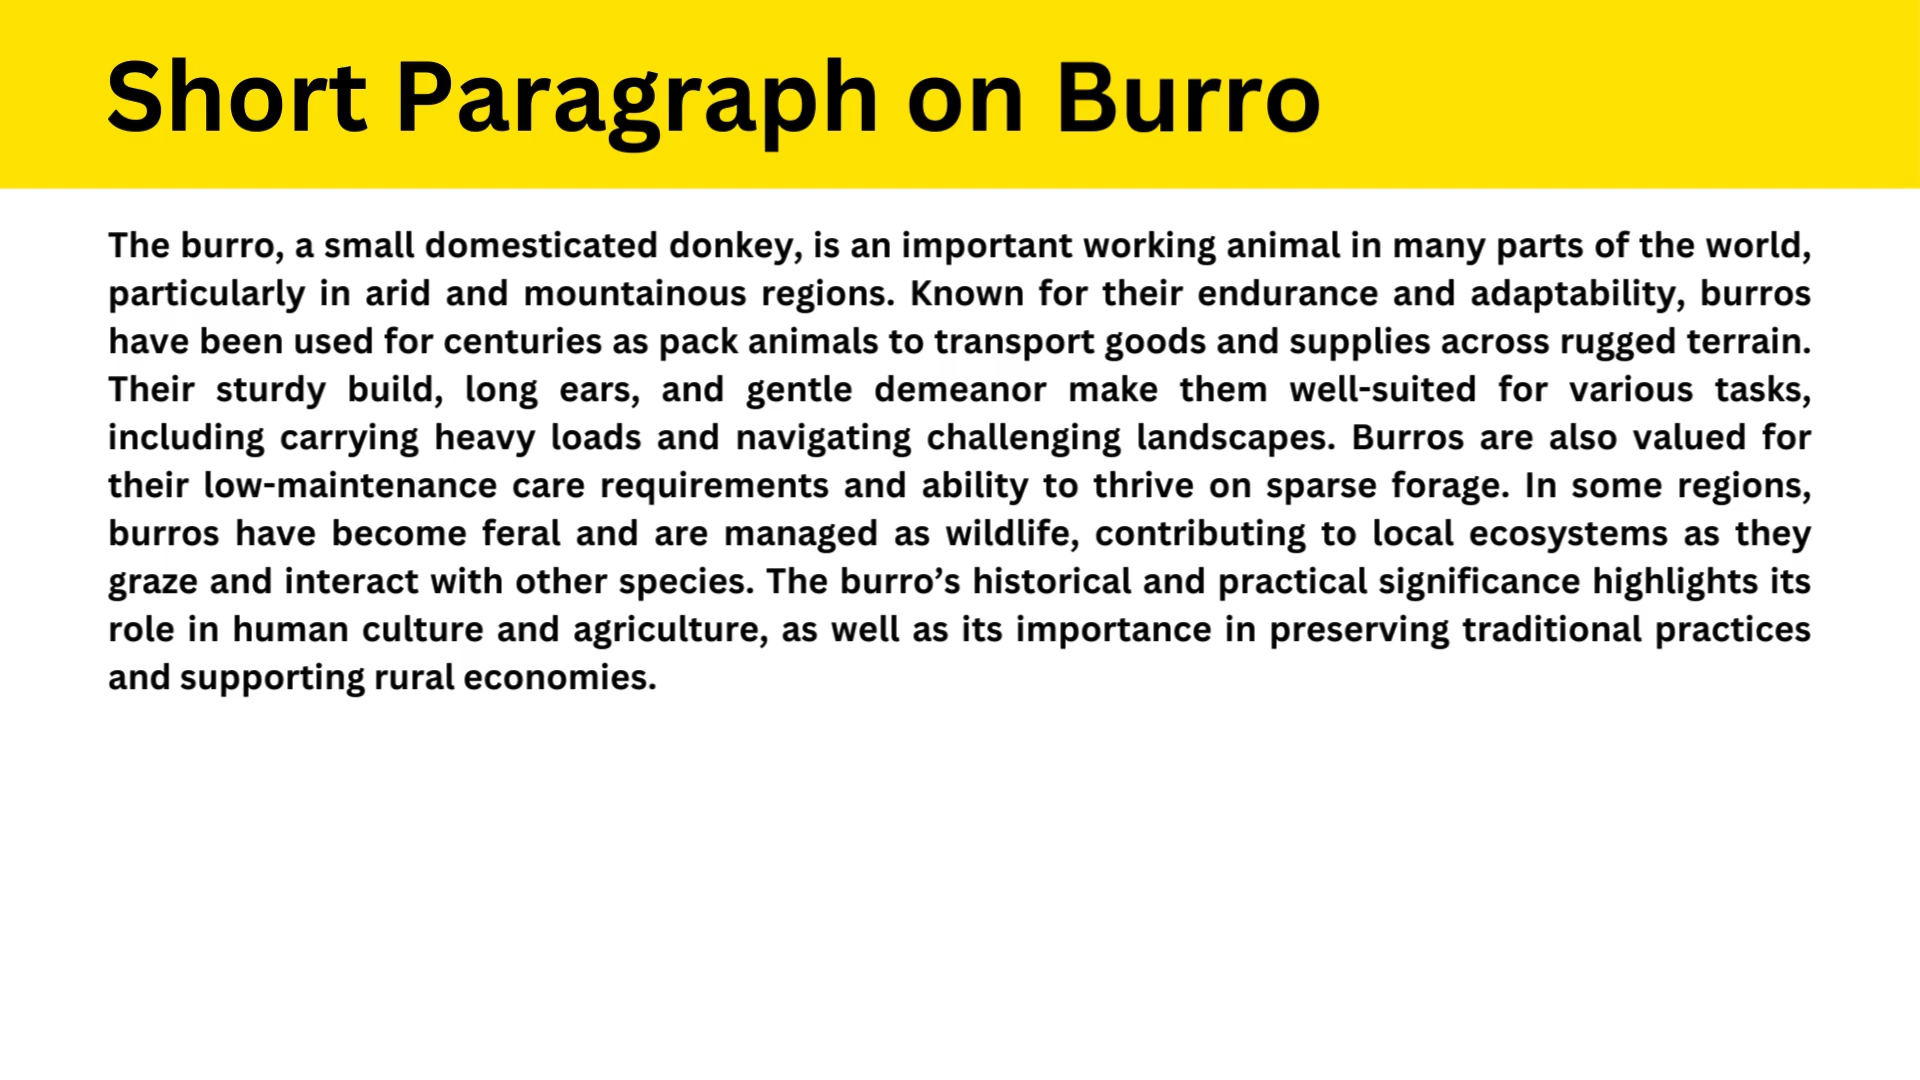 Short Paragraph on Burro
The burro, a small domesticated donkey, is an important working animal in many parts of the world,
particularly in arid and mountainous regions. Known for their endurance and adaptability, burros
have been used for centuries as pack animals to transport goods and supplies across rugged terrain.
Their sturdy build, long ears, and gentle demeanor make them well-suited for various tasks,
including carrying heavy loads and navigating challenging landscapes. Burros are also valued for
their low-maintenance care requirements and ability to thrive on sparse forage. In some regions,
burros have become feral and are managed as wildlife, contributing to local ecosystems as they
graze and interact with other species. The burro’s historical and practical significance highlights its
role in human culture and agriculture, as well as its importance in preserving traditional practices
and supporting rural economies.